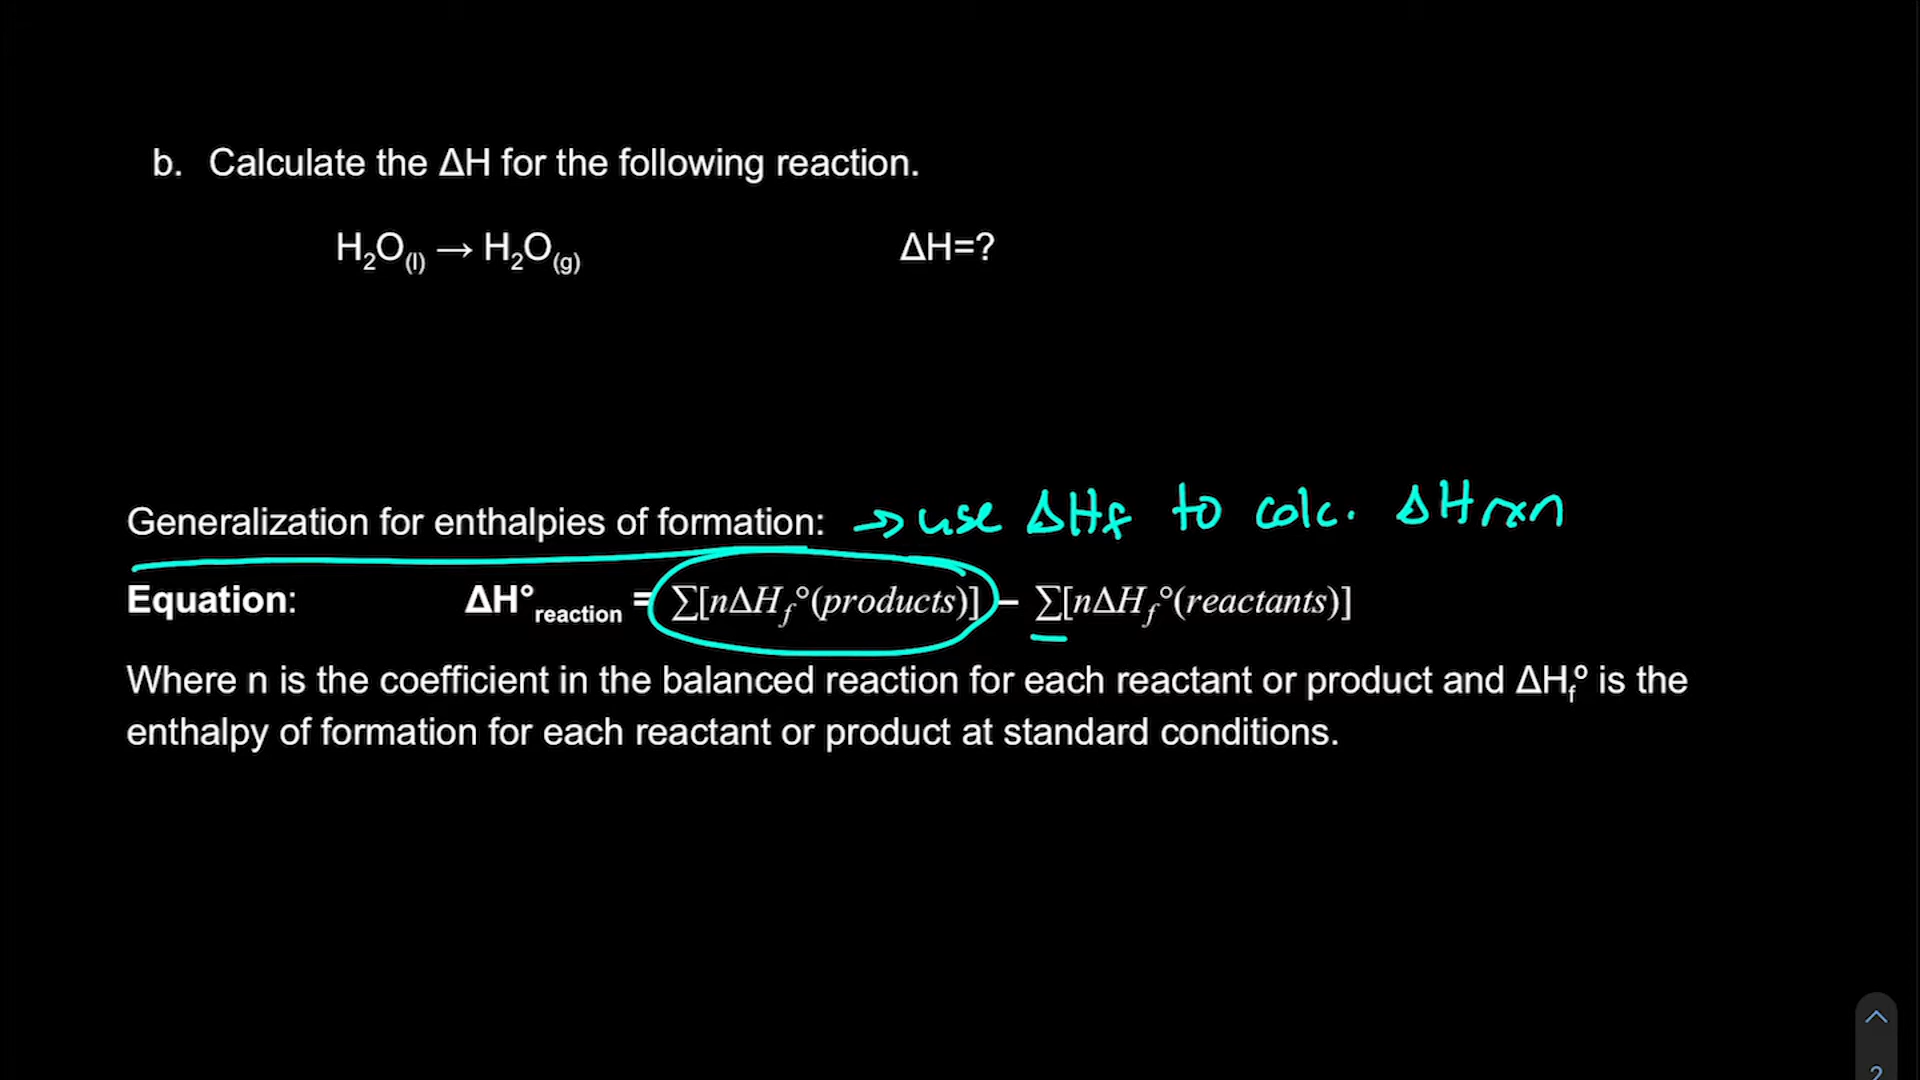 b. Calculate the ΔH for the following reaction.
H₂O₍l₎ → H₂O₍g₎ ΔH=?
Generalization for enthalpies of formation: → use ΔHf to calc. ΔHrxn
Equation: ΔH°reaction = ∑[nΔHf°(products)] – ∑[nΔHf°(reactants)]
Where n is the coefficient in the balanced reaction for each reactant or product and ΔHfº is the
enthalpy of formation for each reactant or product at standard conditions.
2